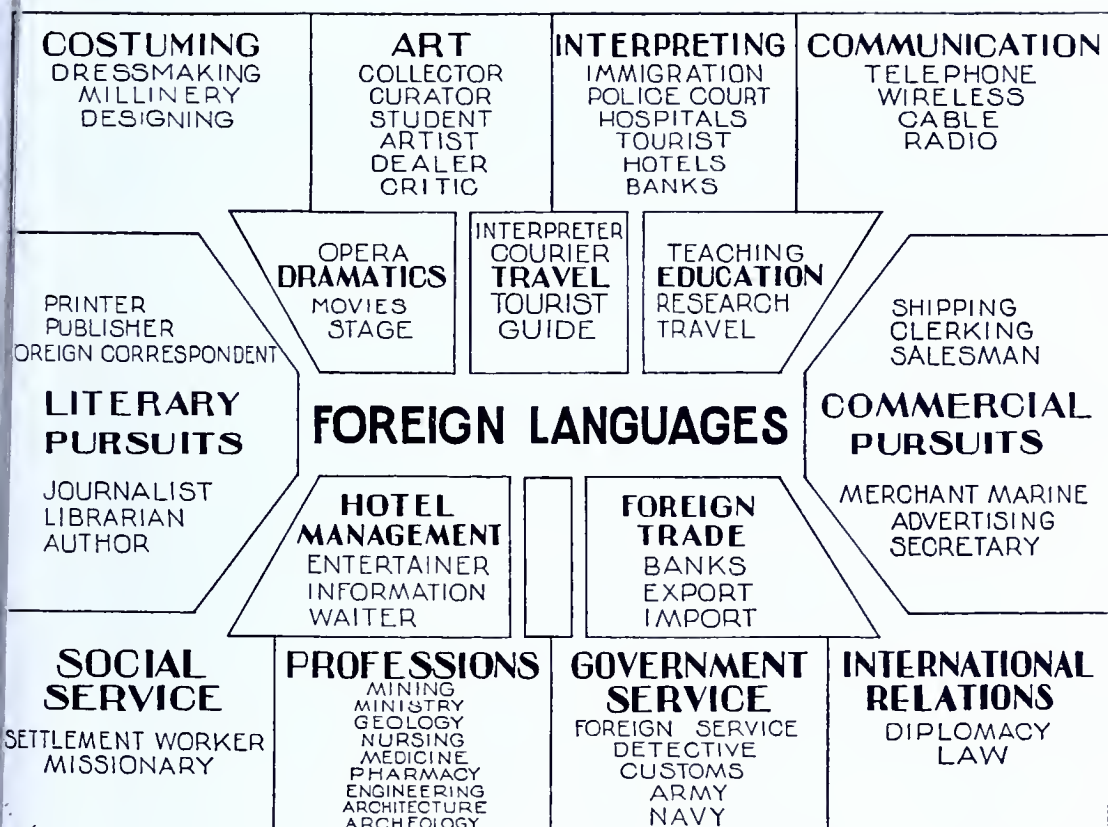 COSTUMING
DRESSMAKING
MILLINERY
DESIGNING
ART
COLLECTOR
CURATOR
STUDENT
ARTIST
DEALER
CRITIC
INTERPRETING
IMMIGRATION
POLICE COURT
HOSPITALS
TOURIST
HOTELS
BANKS
COMMUNICATION
TELEPHONE
WIRELESS
CABLE
RADIO
OPERA
DRAMATICS
MOVIES
STAGE
INTERPRETER
COURIER
TRAVEL
TOURIST
GUIDE
TEACHING
EDUCATION
RESEARCH
TRAVEL
PRINTER
PUBLISHER
OREIGN CORRESPONDENT
LITERARY
PURSUITS
JOURNALIST
LIBRARIAN
AUTHOR
FOREIGN LANGUAGES
SHIPPING
CLERKING
SALESMAN
COMMERCIAL
PURSUITS
MERCHANT MARINE
ADVERTISING
SECRETARY
HOTEL
MANAGEMENT
ENTERTAINER
INFORMATION
WAITER
FOREIGN
TRADE
BANKS
EXPORT
IMPORT
SOCIAL
SERVICE
SETTLEMENT WORKER
MISSIONARY
PROFESSIONS
MINING
MINISTRY
GEOLOGY
NURSING
MEDICINE
PHARMACY
ENGINEERING
ARCHITECTURE
ARCHEOLOGY
GOVERNMENT
SERVICE
FOREIGN SERVICE
DETECTIVE
CUSTOMS
ARMY
NAVY
INTERNATIONAL
RELATIONS
DIPLOMACY
LAW